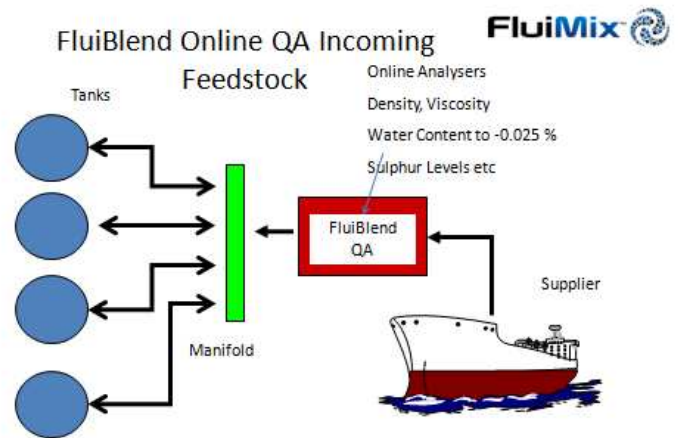 FluiBlend Online QA Incoming
Feedstock
FluiMix™
Tanks
Online Analysers
Density, Viscosity
Water Content to -0.025 %
Sulphur Levels etc
FluiBlend
QA
Supplier
Manifold